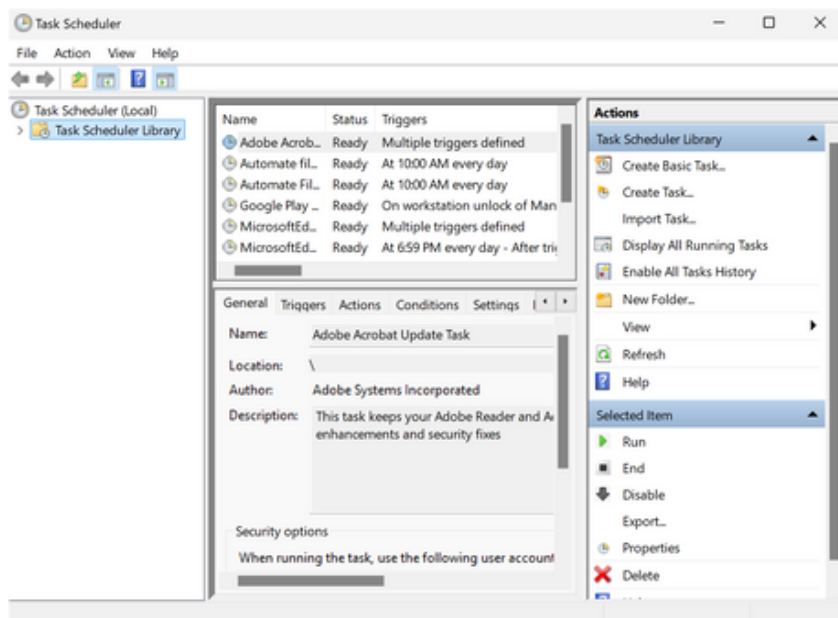 Task Scheduler
File Action View Help
Task Scheduler (Local)
Task Scheduler Library
Name Status Triggers
Adobe Acrob... Ready Multiple triggers defined
Automate fil... Ready At 10:00 AM every day
Automate Fil... Ready At 10:00 AM every day
Google Play ... Ready On workstation unlock of Man
MicrosoftEd... Ready Multiple triggers defined
MicrosoftEd... Ready At 6:59 PM every day - After trig
General Triggers Actions Conditions Settings
Name: Adobe Acrobat Update Task
Location: \
Author: Adobe Systems Incorporated
Description: This task keeps your Adobe Reader and A
enhancements and security fixes
Security options
When running the task, use the following user account
Actions
Task Scheduler Library
Create Basic Task...
Create Task...
Import Task...
Display All Running Tasks
Enable All Tasks History
New Folder...
View
Refresh
Help
Selected Item
Run
End
Disable
Export...
Properties
Delete